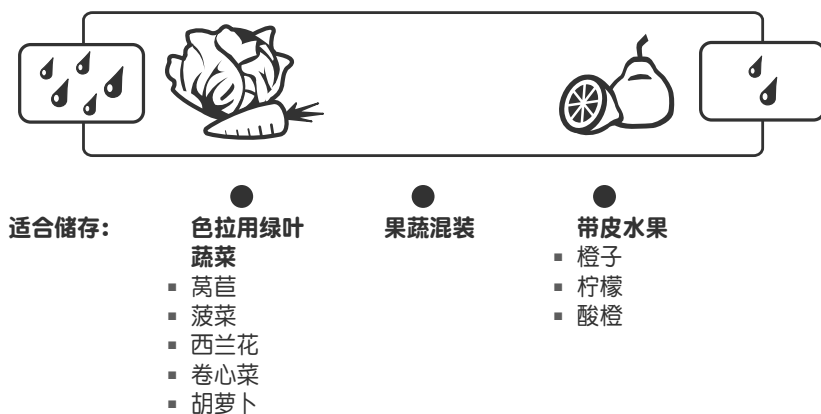 适合储存：
色拉用绿叶
蔬菜
▪ 莴苣
▪ 菠菜
▪ 西兰花
▪ 卷心菜
▪ 胡萝卜
果蔬混装
带皮水果
▪ 橙子
▪ 柠檬
▪ 酸橙